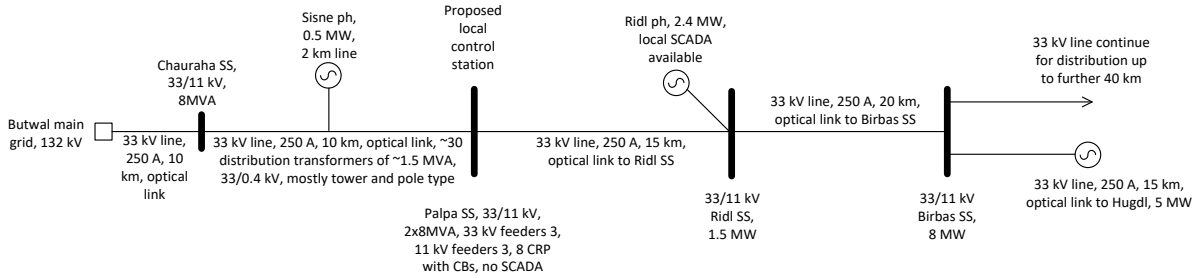 Sisne ph,
0.5 MW,
2 km line
Proposed
local
control
station
Ridl ph, 2.4 MW,
local SCADA
available
33 kV line continue
for distribution up
to further 40 km
Chauraha SS,
33/11 kV,
8MVA
Butwal main
grid, 132 kV
33 kV line,
250 A, 10
km, optical
link
33 kV line, 250 A, 10 km, optical link, ~30
distribution transformers of ~1.5 MVA,
33/0.4 kV, mostly tower and pole type
33 kV line, 250 A, 15 km,
optical link to Ridl SS
33 kV line, 250 A, 20 km,
optical link to Birbas SS
Palpa SS, 33/11 kV,
2x8MVA, 33 kV feeders 3,
11 kV feeders 3, 8 CRP
with CBs, no SCADA
33/11 kV
Ridl SS,
1.5 MW
33/11 kV
Birbas SS,
8 MW
33 kV line, 250 A, 15 km,
optical link to Hugdl, 5 MW